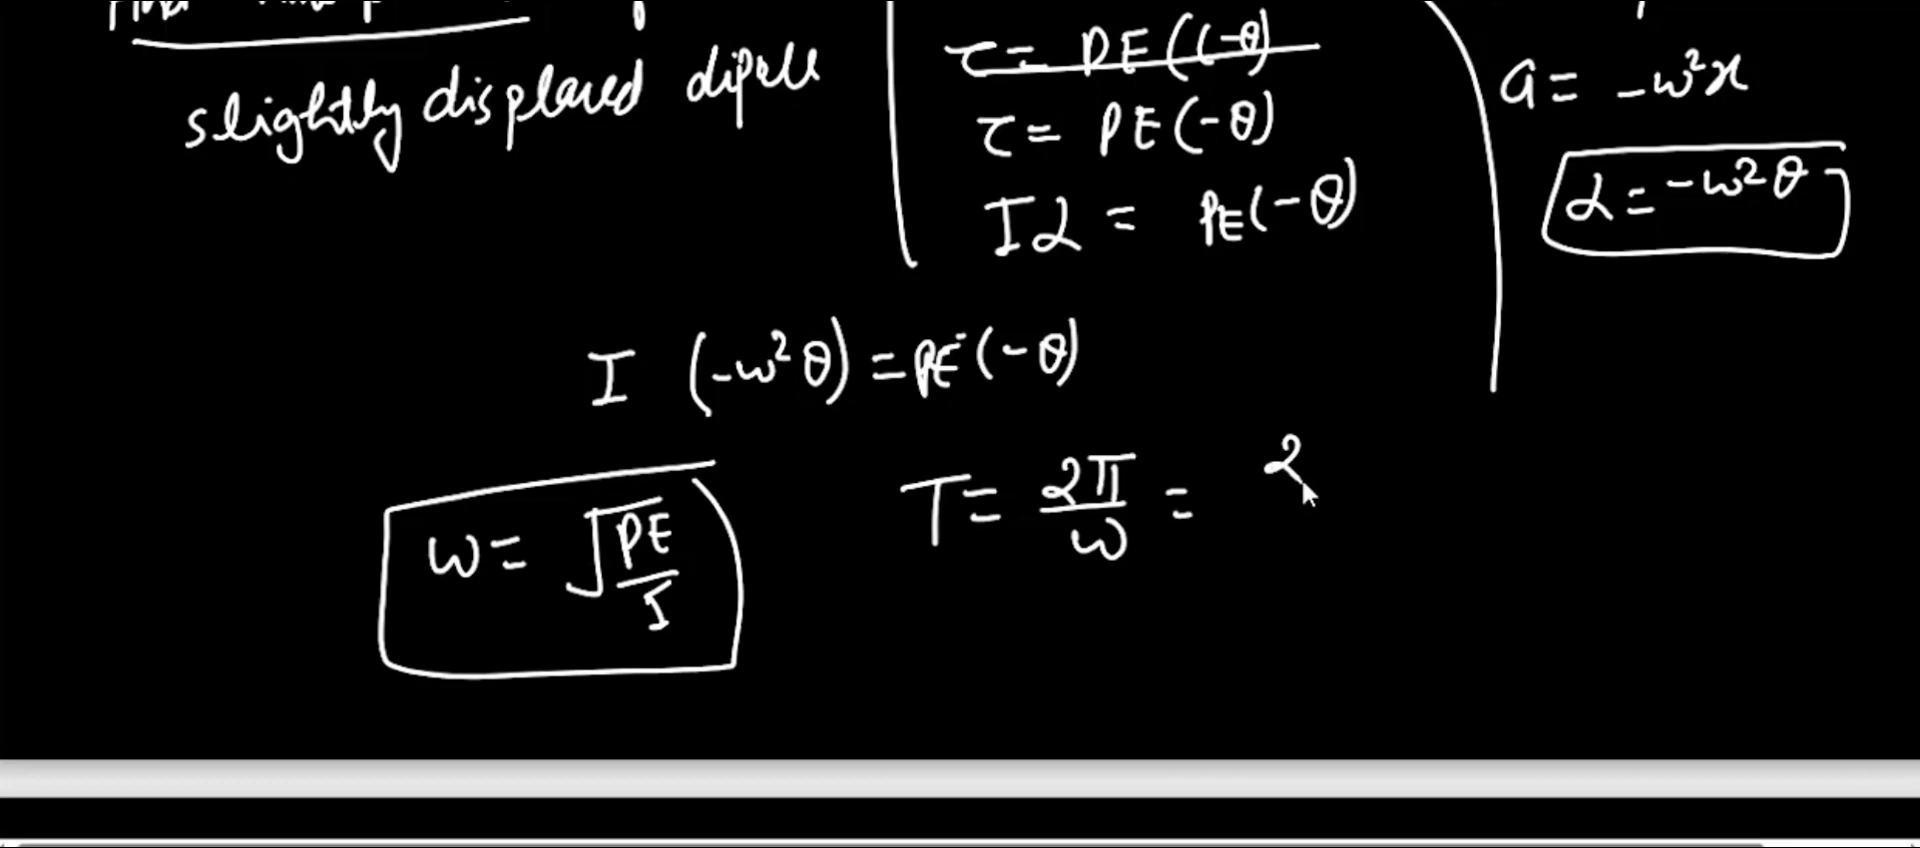 slightly displaced dipole
τ = PE((-θ)
τ = PE(-θ)
Iα = PE(-θ)
a = -ω²x
α = -ω²θ
I (-ω²θ) = PE(-θ)
ω = √(PE/I)
T = 2π/ω = 2